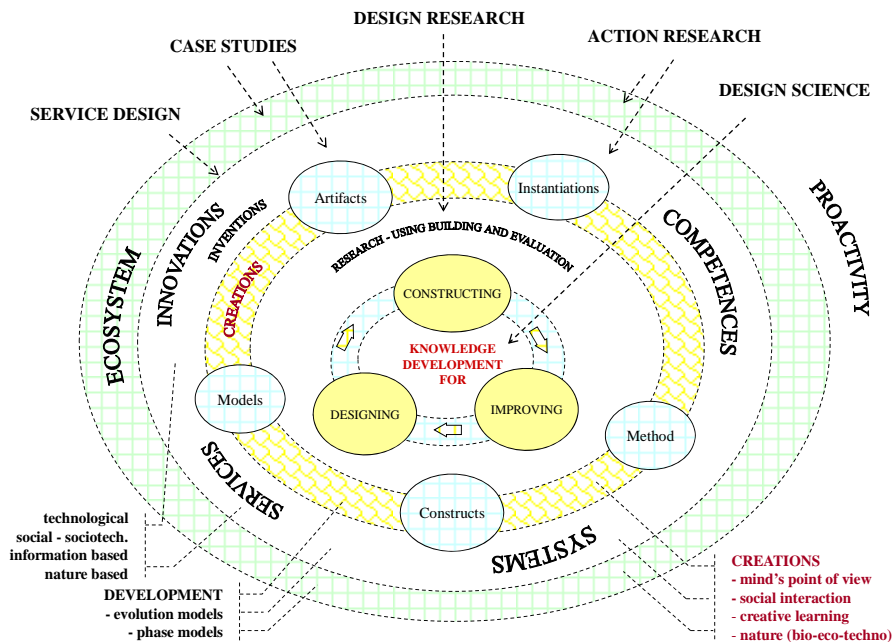 DESIGN RESEARCH
CASE STUDIES
ACTION RESEARCH
DESIGN SCIENCE
SERVICE DESIGN
PROACTIVITY
ECOSYSTEM
INNOVATIONS
INVENTIONS
CREATIONS
COMPETENCES
Artifacts
Instantiations
RESEARCH - USING BUILDING AND EVALUATION
CONSTRUCTING
KNOWLEDGE
DEVELOPMENT
FOR
DESIGNING
IMPROVING
Models
Method
Constructs
SERVICES
SYSTEMS
technological
social - sociotech.
information based
nature based
DEVELOPMENT
- evolution models
- phase models
CREATIONS
- mind's point of view
- social interaction
- creative learning
- nature (bio-eco-techno)